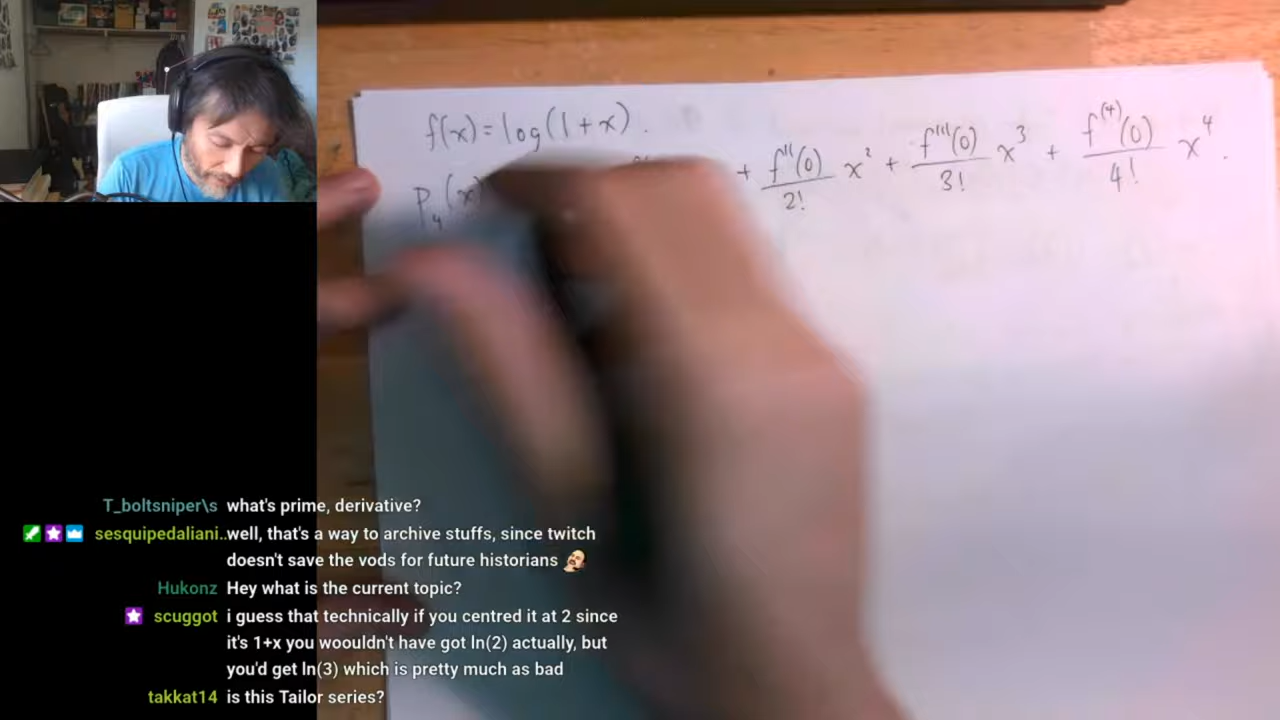 f(x) = log(1+x).
P₄(x) + f''(0)/2! x² + f'''(0)/3! x³ + f⁽⁴⁾(0)/4! x⁴.
T_boltsniper\s what's prime, derivative?
sesquipedaliani.. well, that's a way to archive stuffs, since twitch
doesn't save the vods for future historians
Hukonz Hey what is the current topic?
scuggot i guess that technically if you centred it at 2 since
it's 1+x you woouldn't have got ln(2) actually, but
you'd get ln(3) which is pretty much as bad
takkat14 is this Tailor series?